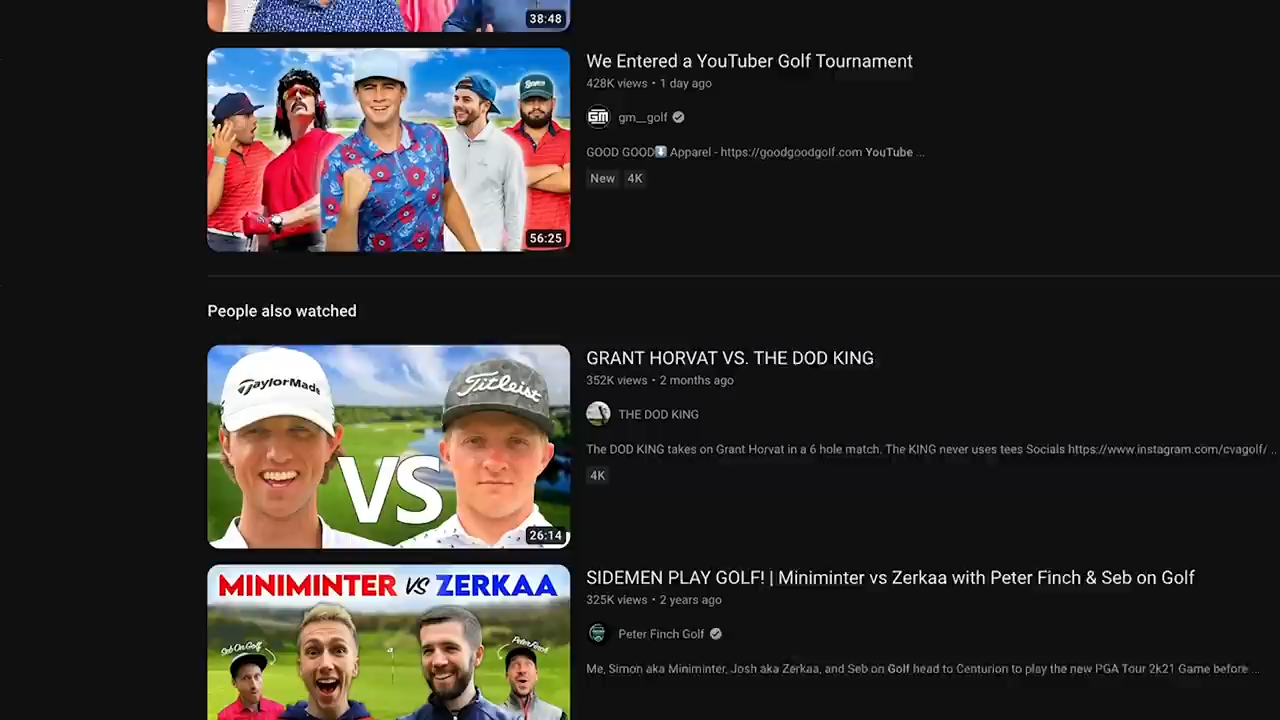 38:48
We Entered a YouTuber Golf Tournament
428K views • 1 day ago
GM gm__golf
GOOD GOOD⬇️ Apparel - https://goodgoodgolf.com YouTube ...
New 4K
56:25
People also watched
GRANT HORVAT VS. THE DOD KING
352K views • 2 months ago
TaylorMade
Titleist
THE DOD KING
The DOD KING takes on Grant Horvat in a 6 hole match. The KING never uses tees Socials https://www.instagram.com/cvagolf/ ...
4K
VS
26:14
MINIMINTER VS ZERKAA
SIDEMEN PLAY GOLF! | Miniminter vs Zerkaa with Peter Finch & Seb on Golf
325K views • 2 years ago
Peter Finch Golf
Seb On Golf
Peter Finch
Me, Simon aka Miniminter, Josh aka Zerkaa, and Seb on Golf head to Centurion to play the new PGA Tour 2k21 Game before ...